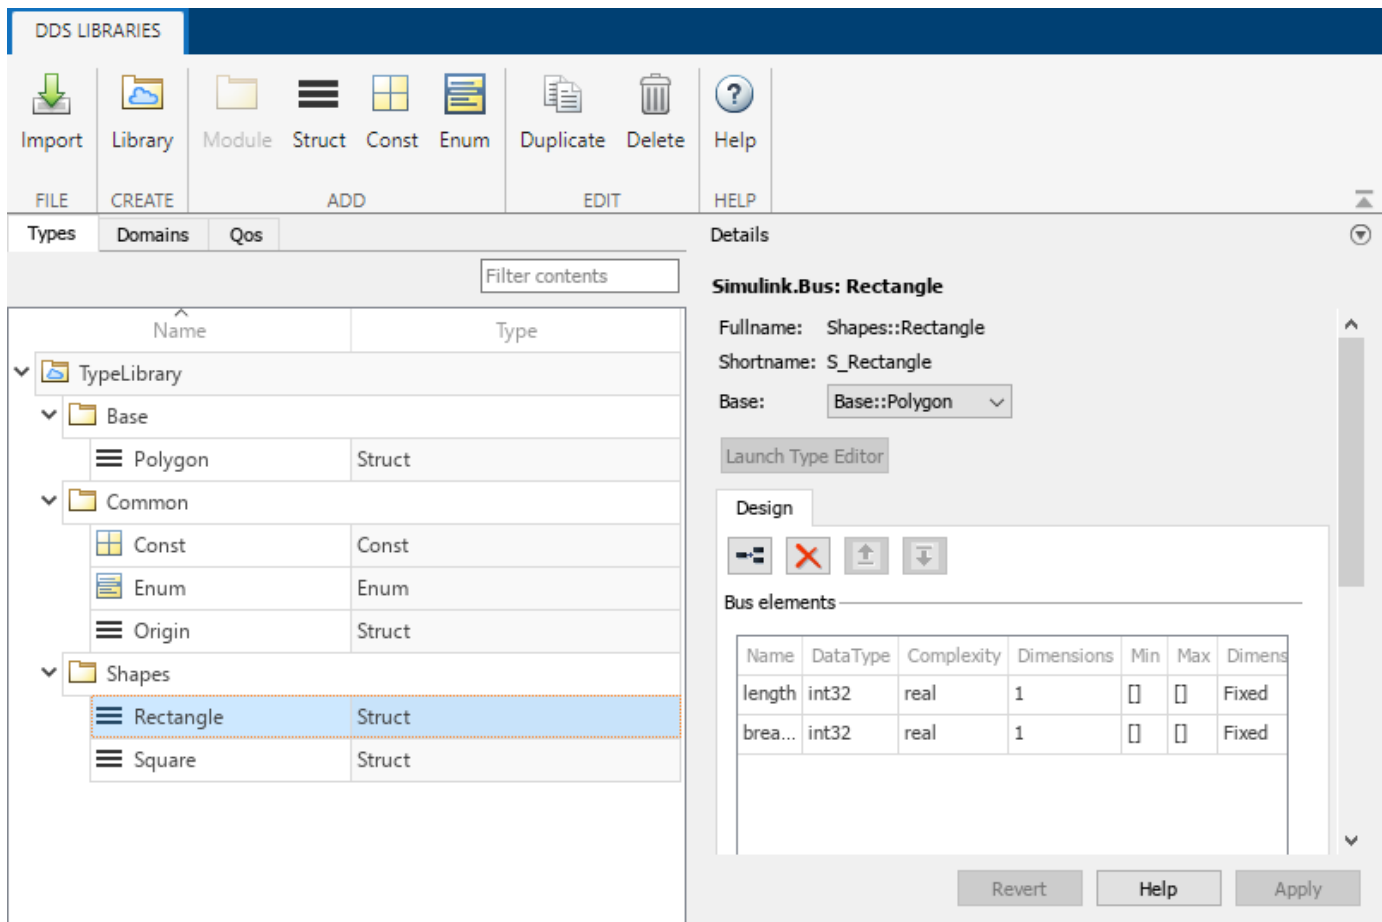 DDS LIBRARIES
Import Library Module Struct Const Enum Duplicate Delete Help
FILE CREATE ADD EDIT HELP
Types Domains Qos
Filter contents
Name Type
TypeLibrary
Base
Polygon Struct
Common
Const Const
Enum Enum
Origin Struct
Shapes
Rectangle Struct
Square Struct
Details
Simulink.Bus: Rectangle
Fullname: Shapes::Rectangle
Shortname: S_Rectangle
Base: Base::Polygon
Launch Type Editor
Design
Bus elements
Name DataType Complexity Dimensions Min Max Dimens
length int32 real 1 [] [] Fixed
brea... int32 real 1 [] [] Fixed
Revert Help Apply